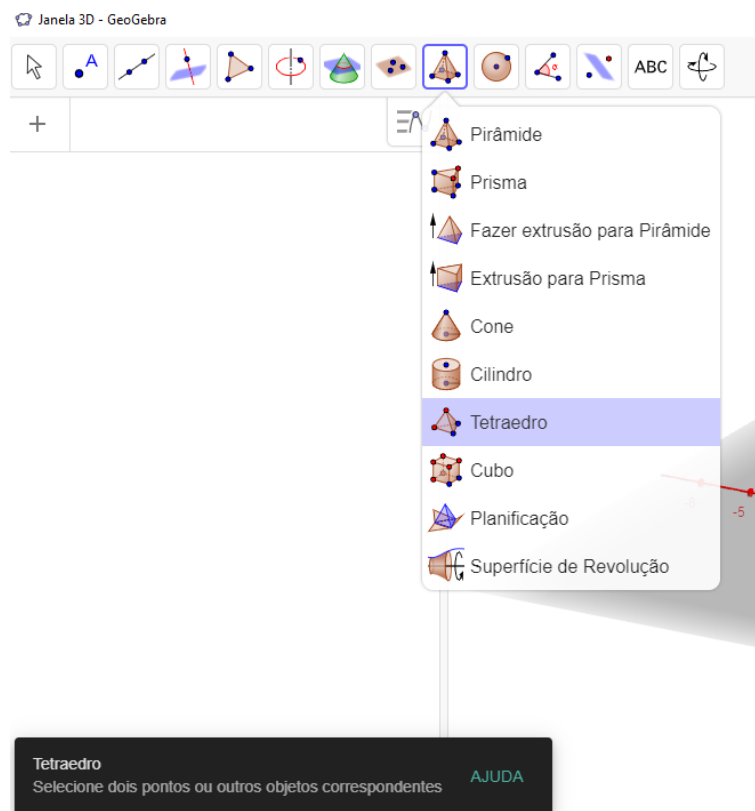 Janela 3D - GeoGebra
A
ABC
+
Pirâmide
Prisma
Fazer extrusão para Pirâmide
Extrusão para Prisma
Cone
Cilindro
Tetraedro
Cubo
Planificação
Superfície de Revolução
-5
Tetraedro
Selecione dois pontos ou outros objetos correspondentes
AJUDA